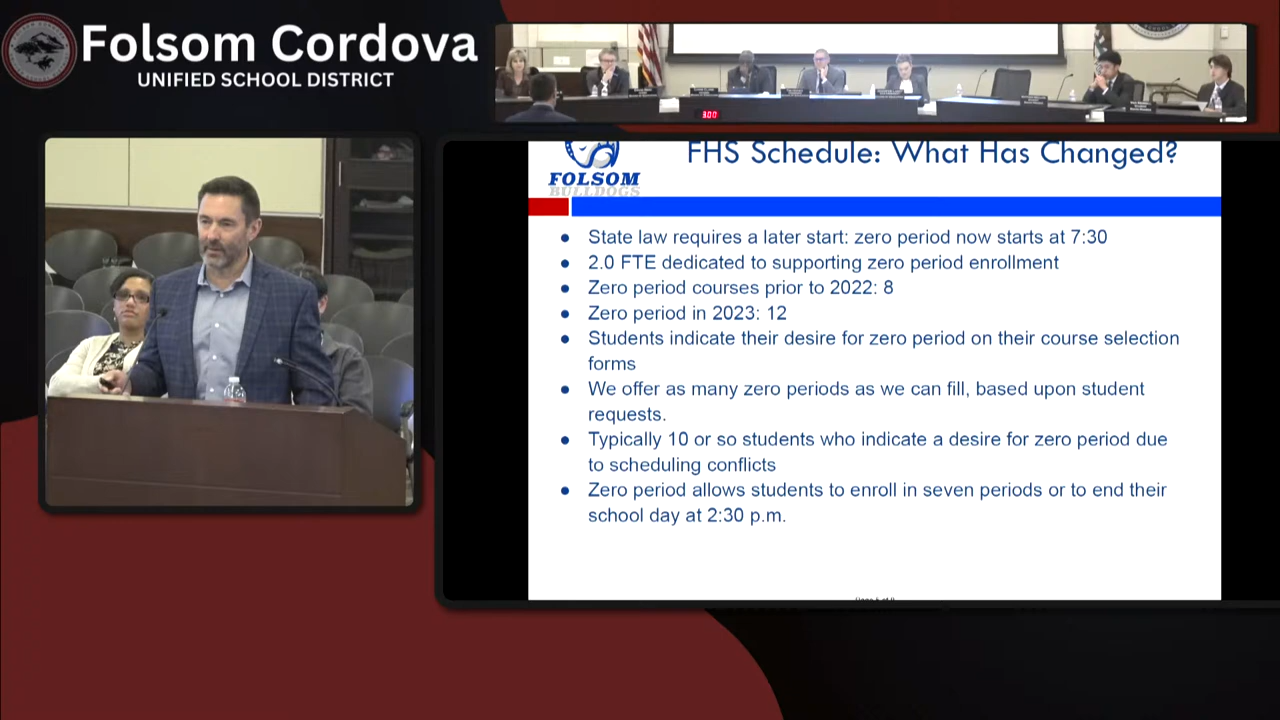 Folsom Cordova
UNIFIED SCHOOL DISTRICT
3:00
FOLSOM
BULLDOGS
FHS Schedule: What Has Changed?
● State law requires a later start: zero period now starts at 7:30
● 2.0 FTE dedicated to supporting zero period enrollment
● Zero period courses prior to 2022: 8
● Zero period in 2023: 12
● Students indicate their desire for zero period on their course selection
forms
● We offer as many zero periods as we can fill, based upon student
requests.
● Typically 10 or so students who indicate a desire for zero period due
to scheduling conflicts
● Zero period allows students to enroll in seven periods or to end their
school day at 2:30 p.m.